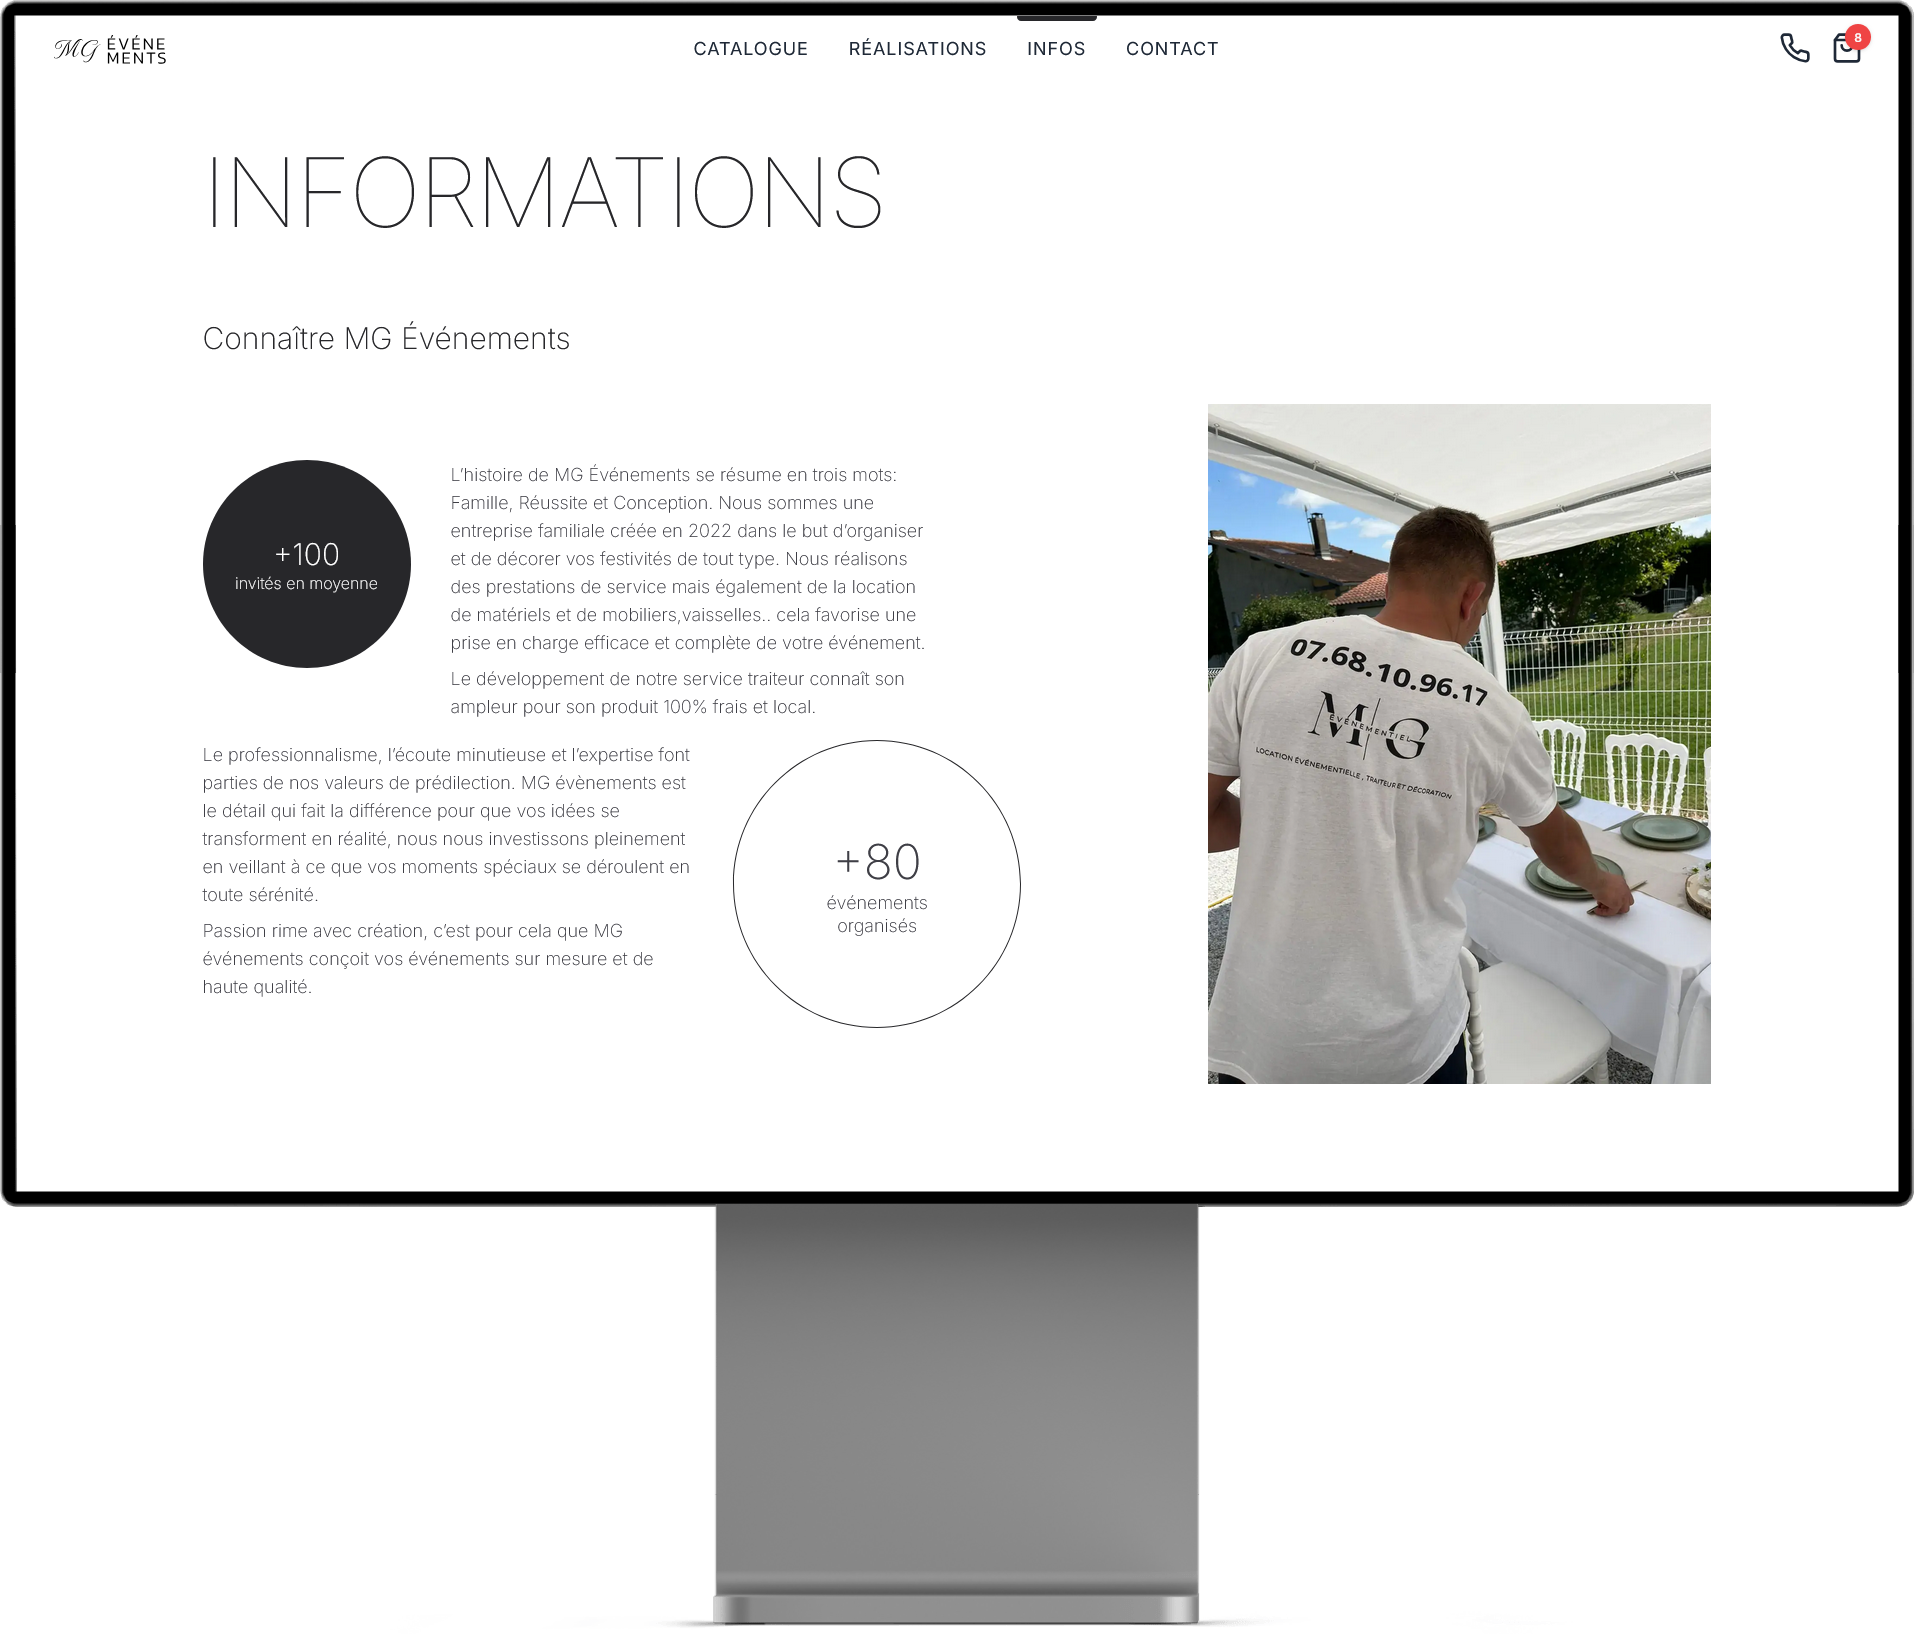 MG ÉVÉNE
MENTS
CATALOGUE RÉALISATIONS INFOS CONTACT
8
INFORMATIONS
Connaître MG Événements
+100
invités en moyenne
L'histoire de MG Événements se résume en trois mots:
Famille, Réussite et Conception. Nous sommes une
entreprise familiale créée en 2022 dans le but d'organiser
et de décorer vos festivités de tout type. Nous réalisons
des prestations de service mais également de la location
de matériels et de mobiliers,vaisselles.. cela favorise une
prise en charge efficace et complète de votre événement.
Le développement de notre service traiteur connaît son
ampleur pour son produit 100% frais et local.
Le professionnalisme, l'écoute minutieuse et l'expertise font
parties de nos valeurs de prédilection. MG évènements est
le détail qui fait la différence pour que vos idées se
transforment en réalité, nous nous investissons pleinement
en veillant à ce que vos moments spéciaux se déroulent en
toute sérénité.
Passion rime avec création, c'est pour cela que MG
événements conçoit vos événements sur mesure et de
haute qualité.
+80
événements
organisés
07.68.10.96.17
MG
ÉVÉNEMENTIEL
LOCATION ÉVÉNEMENTIELLE , TRAITEUR ET DÉCORATION